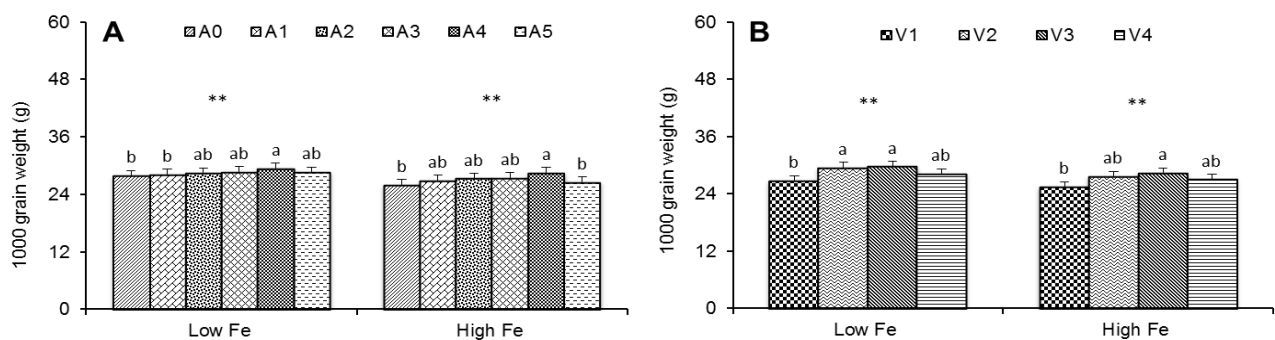 A
A0 A1 A2 A3 A4 A5
1000 grain weight (g)
60
48
36
24
12
0
** **
b b ab ab a ab b ab ab ab a b
Low Fe High Fe
B
V1 V2 V3 V4
1000 grain weight (g)
60
48
36
24
12
0
** **
b a a ab b ab a ab
Low Fe High Fe